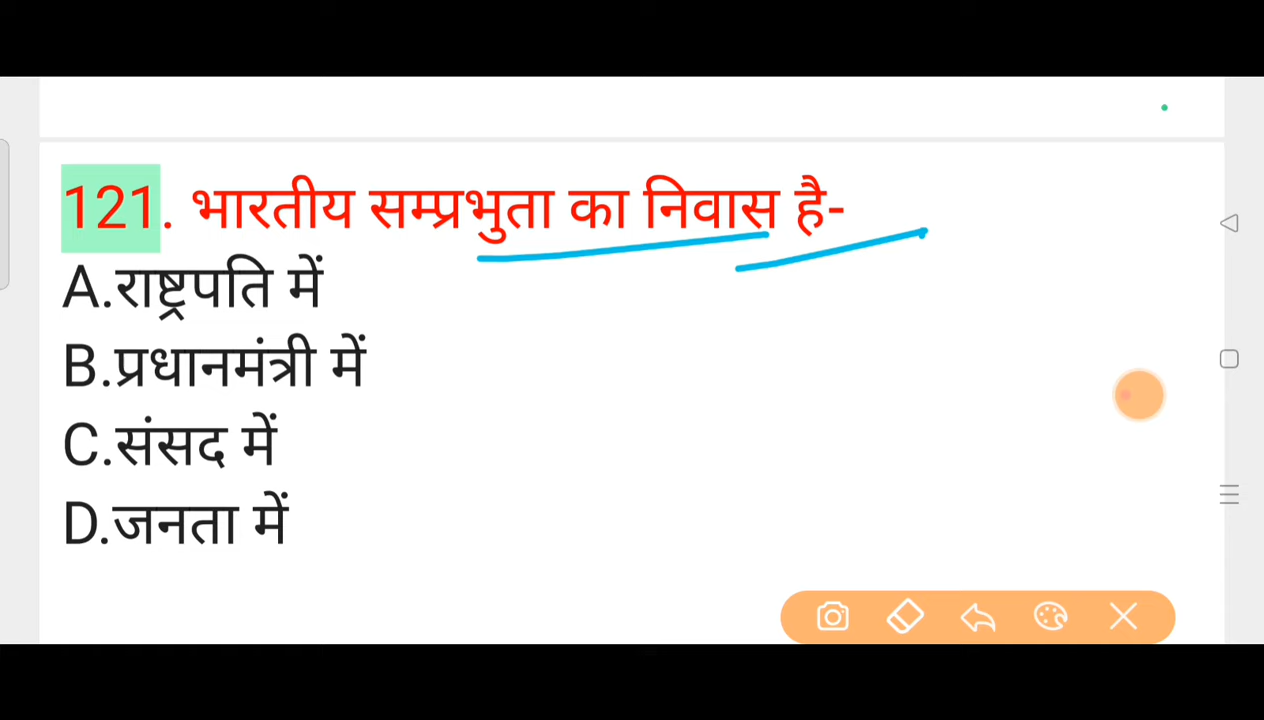 121. भारतीय सम्प्रभुता का निवास है-
A.राष्ट्रपति में
B.प्रधानमंत्री में
C.संसद में
D.जनता में